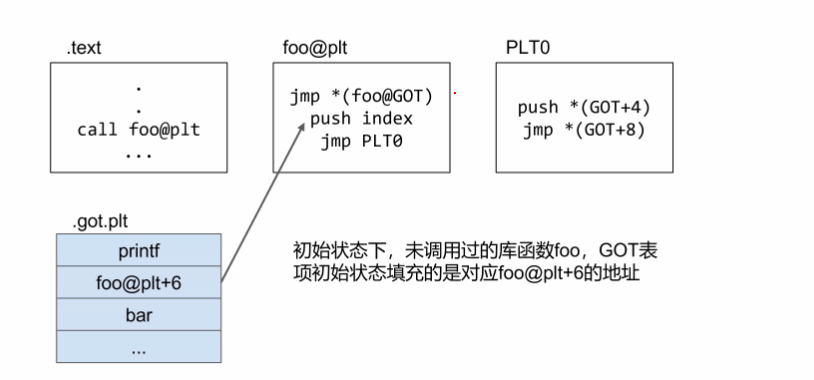 .text
foo@plt
PLT0
.
.
call foo@plt
...
jmp *(foo@GOT)
push index
jmp PLT0
push *(GOT+4)
jmp *(GOT+8)
.got.plt
printf
foo@plt+6
bar
...
初始状态下，未调用过的库函数foo，GOT表
项初始状态填充的是对应foo@plt+6的地址